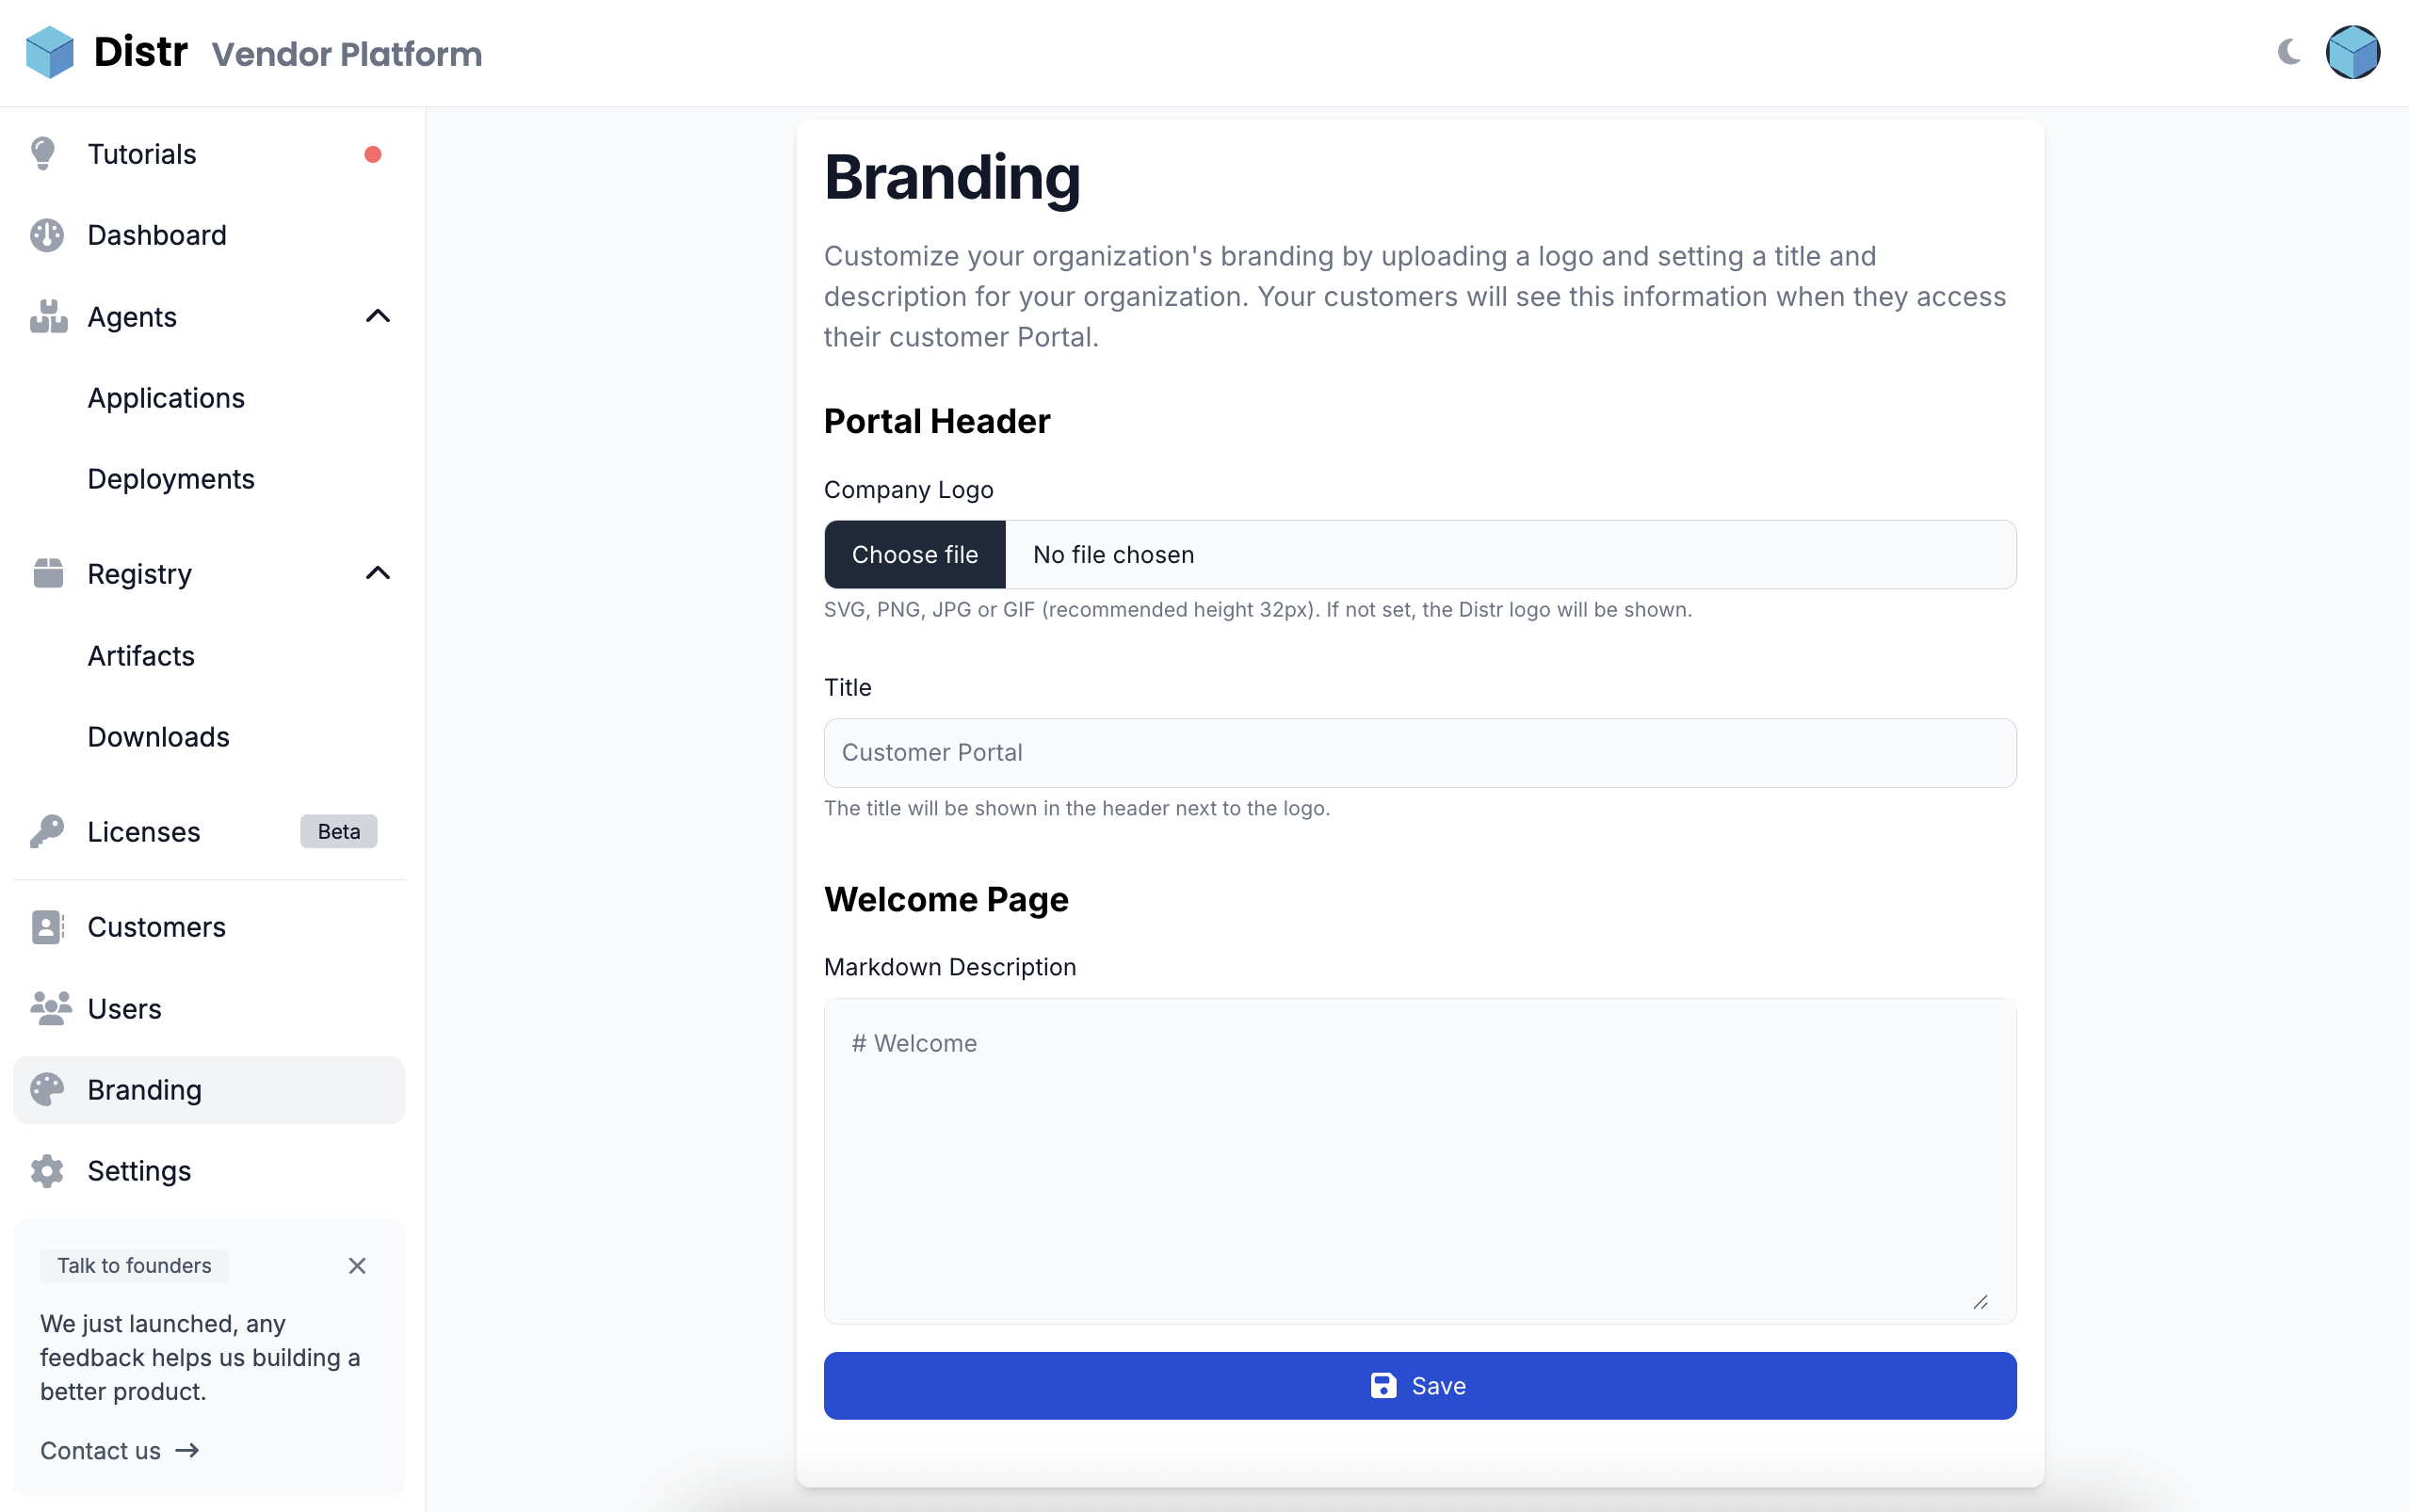 Distr Vendor Platform
Tutorials
Dashboard
Agents
Applications
Deployments
Registry
Artifacts
Downloads
Licenses Beta
Customers
Users
Branding
Settings
Talk to founders
We just launched, any
feedback helps us building a
better product.
Contact us
Branding
Customize your organization's branding by uploading a logo and setting a title and
description for your organization. Your customers will see this information when they access
their customer Portal.
Portal Header
Company Logo
Choose file No file chosen
SVG, PNG, JPG or GIF (recommended height 32px). If not set, the Distr logo will be shown.
Title
Customer Portal
The title will be shown in the header next to the logo.
Welcome Page
Markdown Description
# Welcome
Save